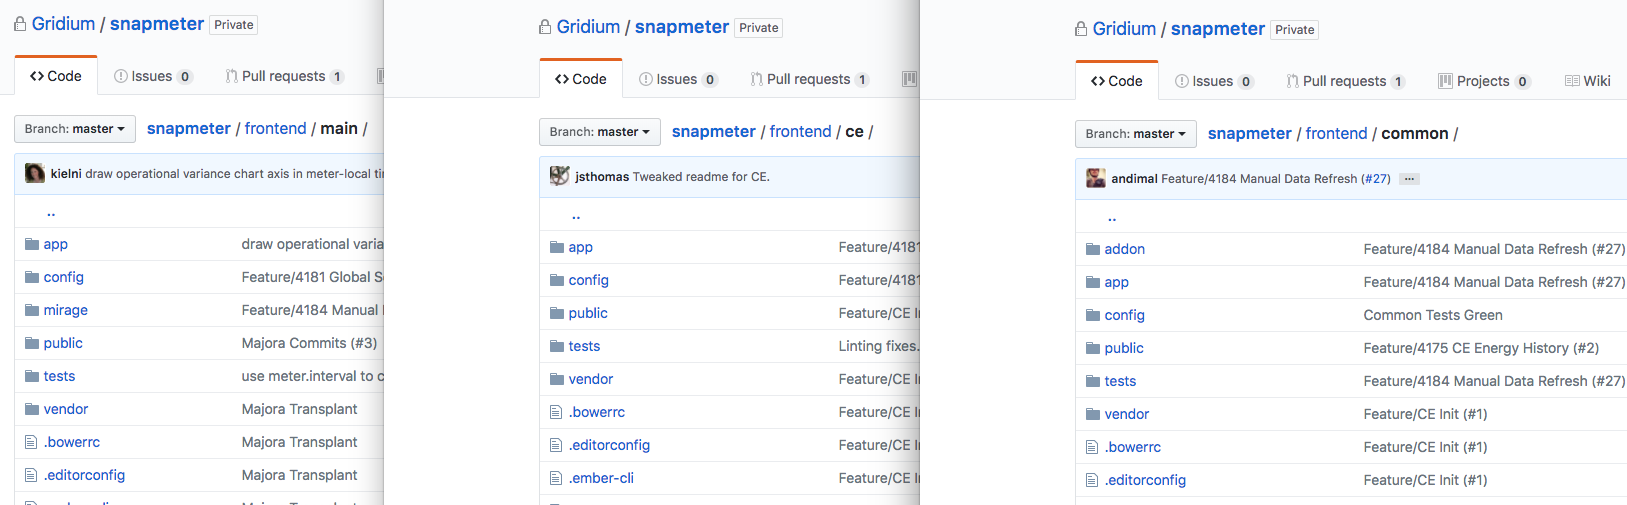 Gridium / snapmeter Private
Code Issues 0 Pull requests 1
Branch: master snapmeter / frontend / main /
kielni draw operational variance chart axis in meter-local
..
app draw operational
config Feature/4181 Global
mirage Feature/4184 Manual
public Majora Commits (#3)
tests use meter.interval to
vendor Majora Transplant
.bowerrc Majora Transplant
.editorconfig Majora Transplant
Gridium / snapmeter Private
Code Issues 0 Pull requests 1
Branch: master snapmeter / frontend / ce /
jsthomas Tweaked readme for CE.
..
app Feature/4181
config Feature/4181
public Feature/CE
tests Linting fixes.
vendor Feature/CE
.bowerrc Feature/CE
.editorconfig Feature/CE
.ember-cli Feature/CE
Gridium / snapmeter Private
Code Issues 0 Pull requests 1 Projects 0 Wiki
Branch: master snapmeter / frontend / common /
andimal Feature/4184 Manual Data Refresh (#27) ...
..
addon Feature/4184 Manual Data Refresh (#27)
app Feature/4184 Manual Data Refresh (#27)
config Common Tests Green
public Feature/4175 CE Energy History (#2)
tests Feature/4184 Manual Data Refresh (#27)
vendor Feature/CE Init (#1)
.bowerrc Feature/CE Init (#1)
.editorconfig Feature/CE Init (#1)